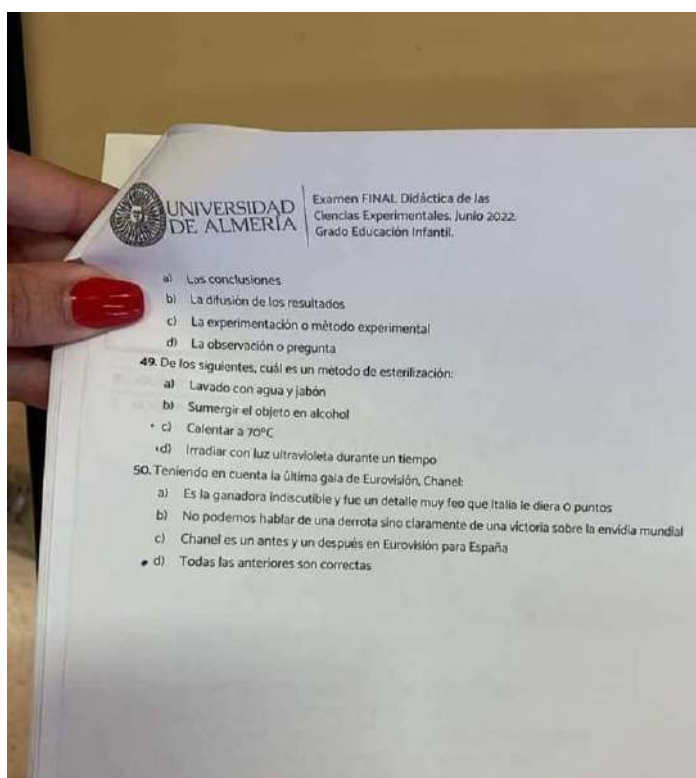 UNIVERSIDAD
DE ALMERÍA
Examen FINAL Didáctica de las
Ciencias Experimentales. Junio 2022.
Grado Educación Infantil.
a) Las conclusiones
b) La difusión de los resultados
c) La experimentación o método experimental
d) La observación o pregunta
49. De los siguientes, cuál es un método de esterilización:
a) Lavado con agua y jabón
b) Sumergir el objeto en alcohol
c) Calentar a 70ºC
d) Irradiar con luz ultravioleta durante un tiempo
50. Teniendo en cuenta la última gala de Eurovisión, Chanel:
a) Es la ganadora indiscutible y fue un detalle muy feo que Italia le diera 0 puntos
b) No podemos hablar de una derrota sino claramente de una victoria sobre la envidia mundial
c) Chanel es un antes y un después en Eurovisión para España
d) Todas las anteriores son correctas